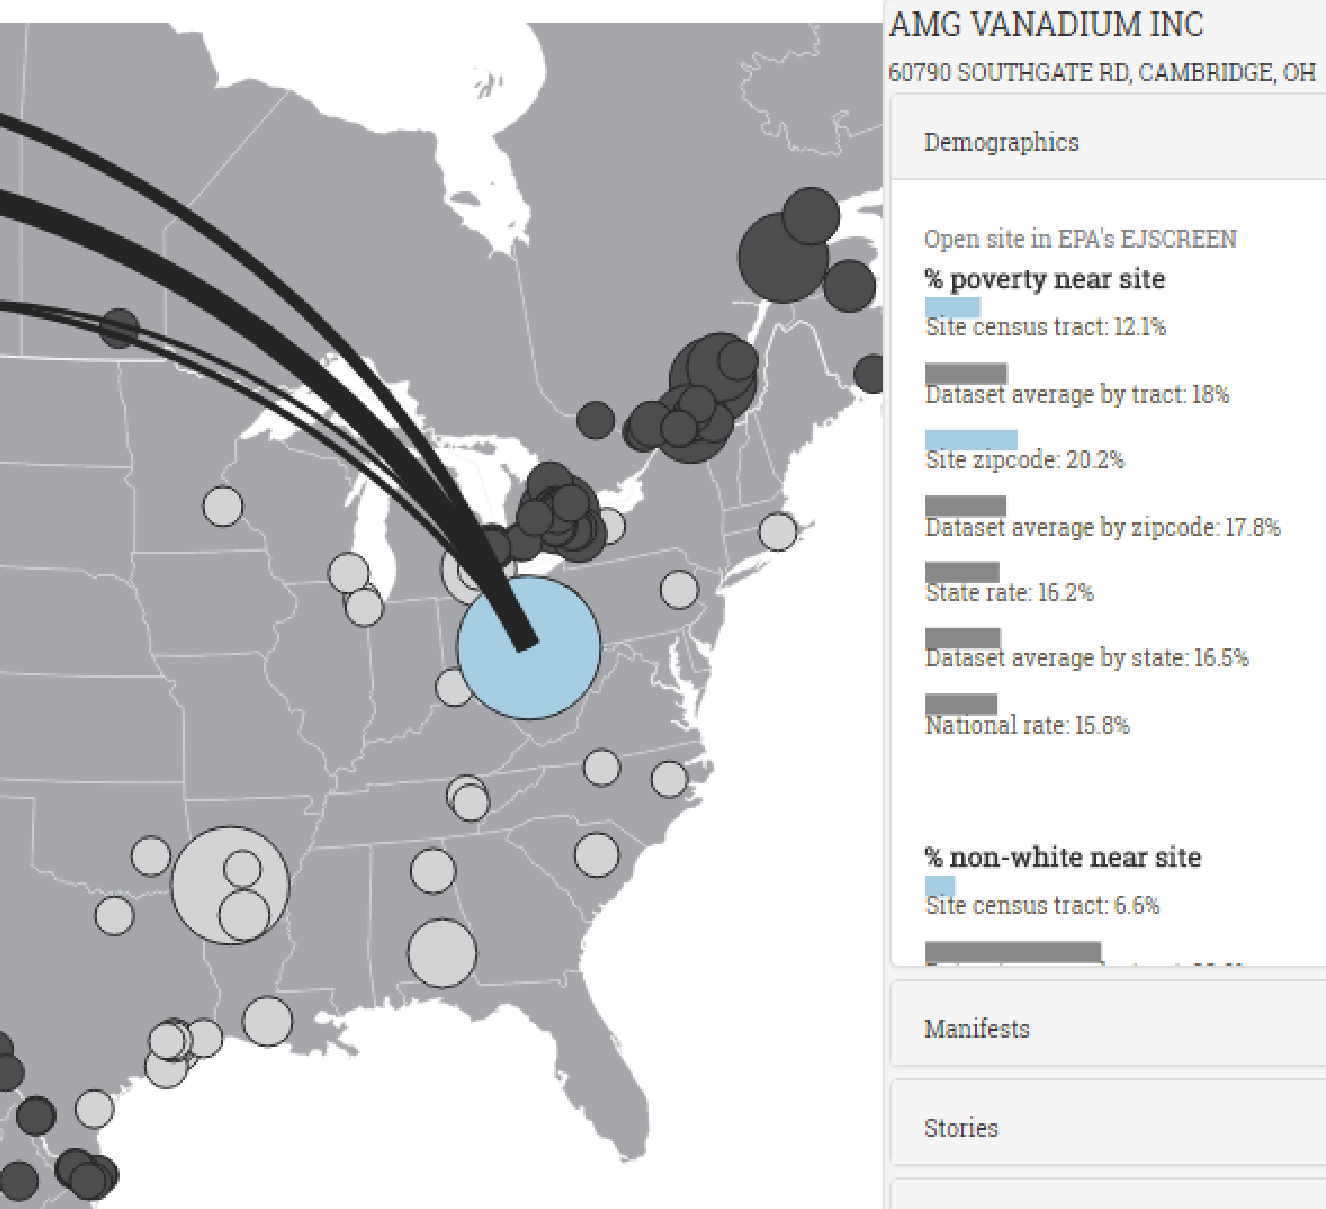 AMG VANADIUM INC
60790 SOUTHGATE RD, CAMBRIDGE, OH
Demographics
Open site in EPA's EJSCREEN
% poverty near site
Site census tract: 12.1%
Dataset average by tract: 18%
Site zipcode: 20.2%
Dataset average by zipcode: 17.8%
State rate: 16.2%
Dataset average by state: 16.5%
National rate: 15.8%
% non-white near site
Site census tract: 6.6%
Manifests
Stories